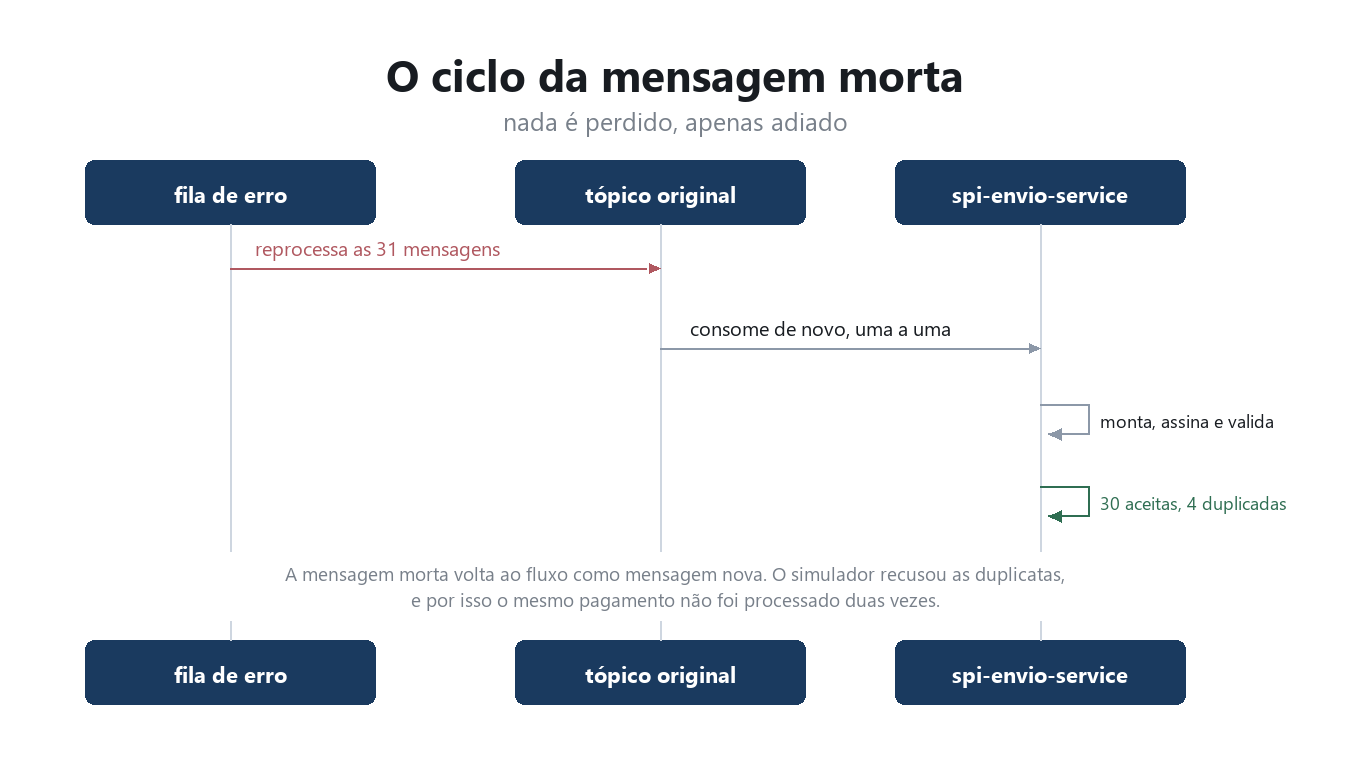 O ciclo da mensagem morta
nada é perdido, apenas adiado
fila de erro
tópico original
spi-envio-service
reprocessa as 31 mensagens
consome de novo, uma a uma
monta, assina e valida
30 aceitas, 4 duplicadas
A mensagem morta volta ao fluxo como mensagem nova. O simulador recusou as duplicatas,
e por isso o mesmo pagamento não foi processado duas vezes.
fila de erro
tópico original
spi-envio-service